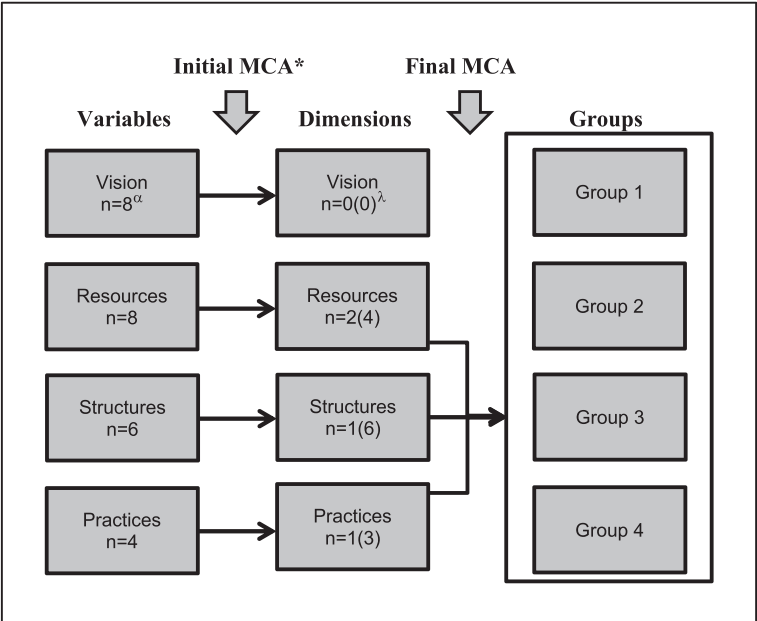 Initial MCA*
Final MCA
Variables
Dimensions
Groups
Vision
n=8α
Vision
n=0(0)λ
Group 1
Resources
n=8
Resources
n=2(4)
Group 2
Structures
n=6
Structures
n=1(6)
Group 3
Practices
n=4
Practices
n=1(3)
Group 4